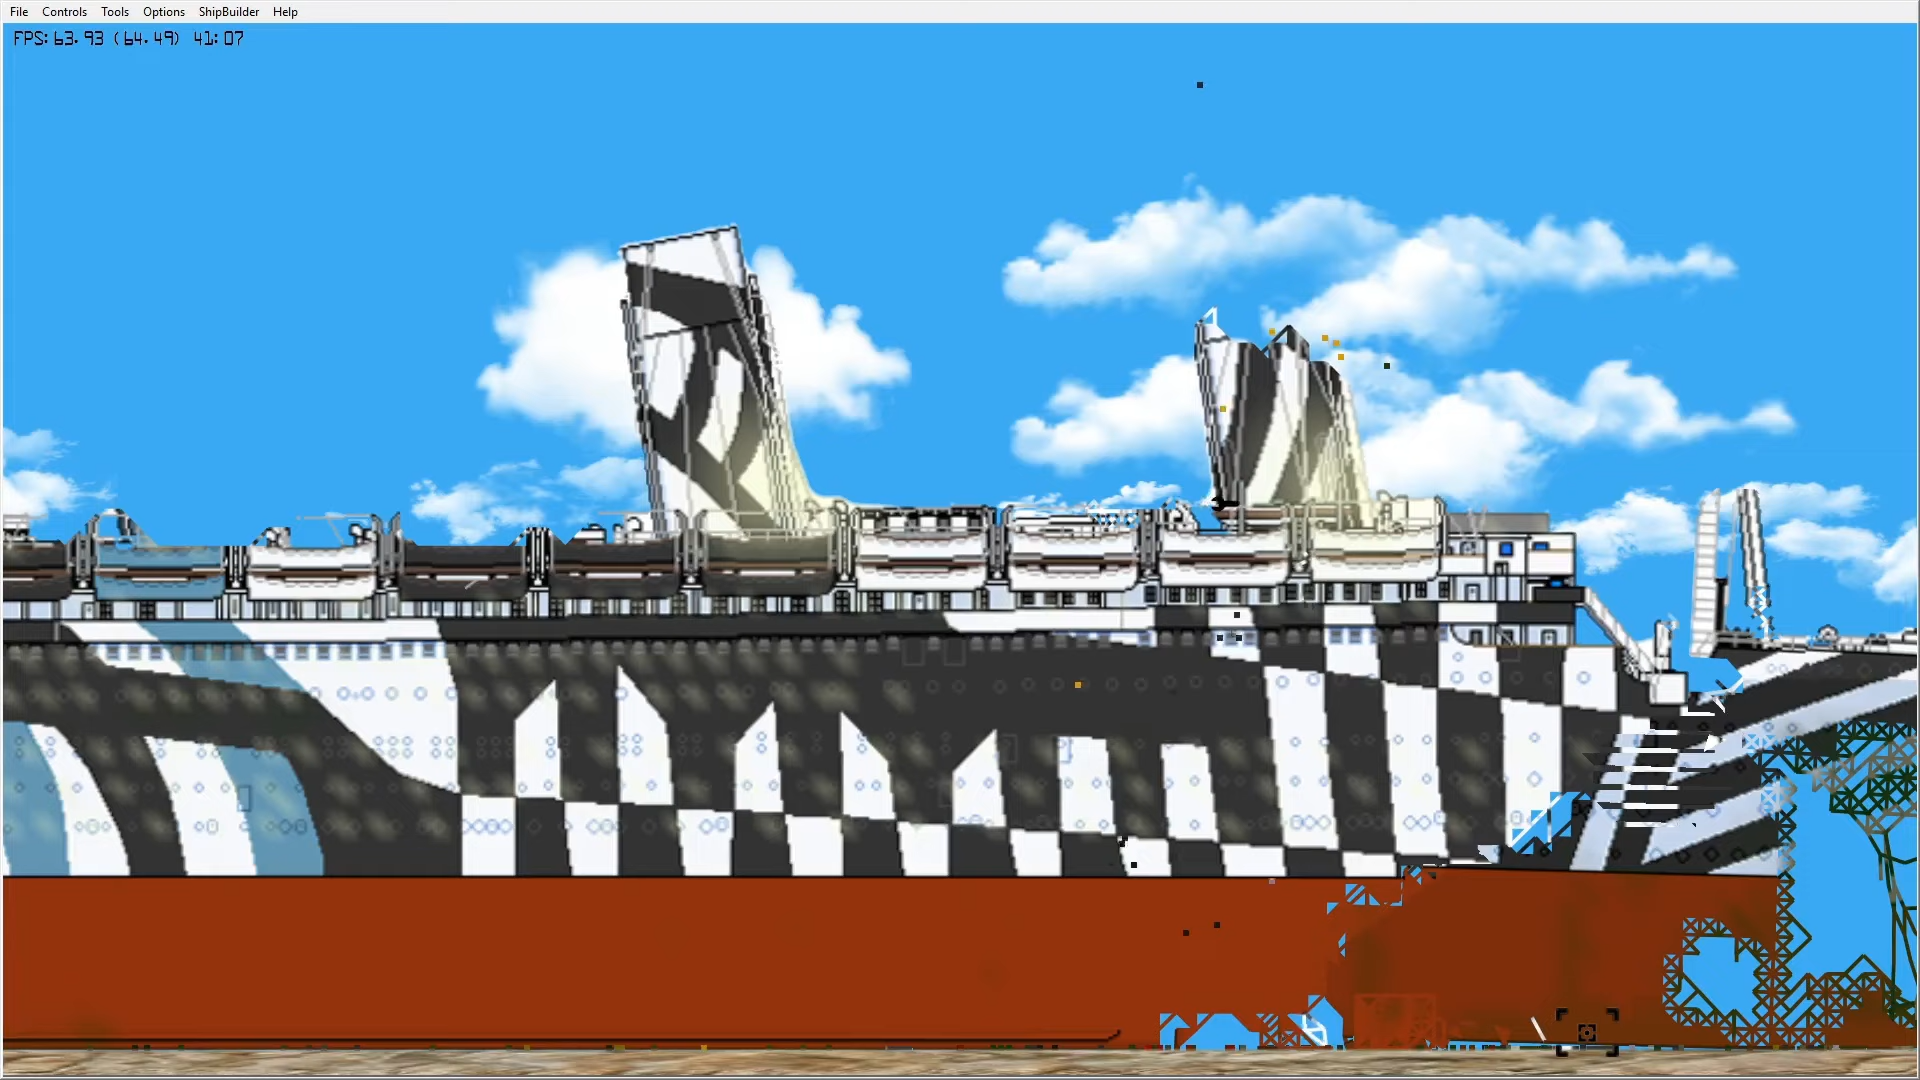 File Controls Tools Options ShipBuilder Help
FPS: 63.93 (64.49) 41:07